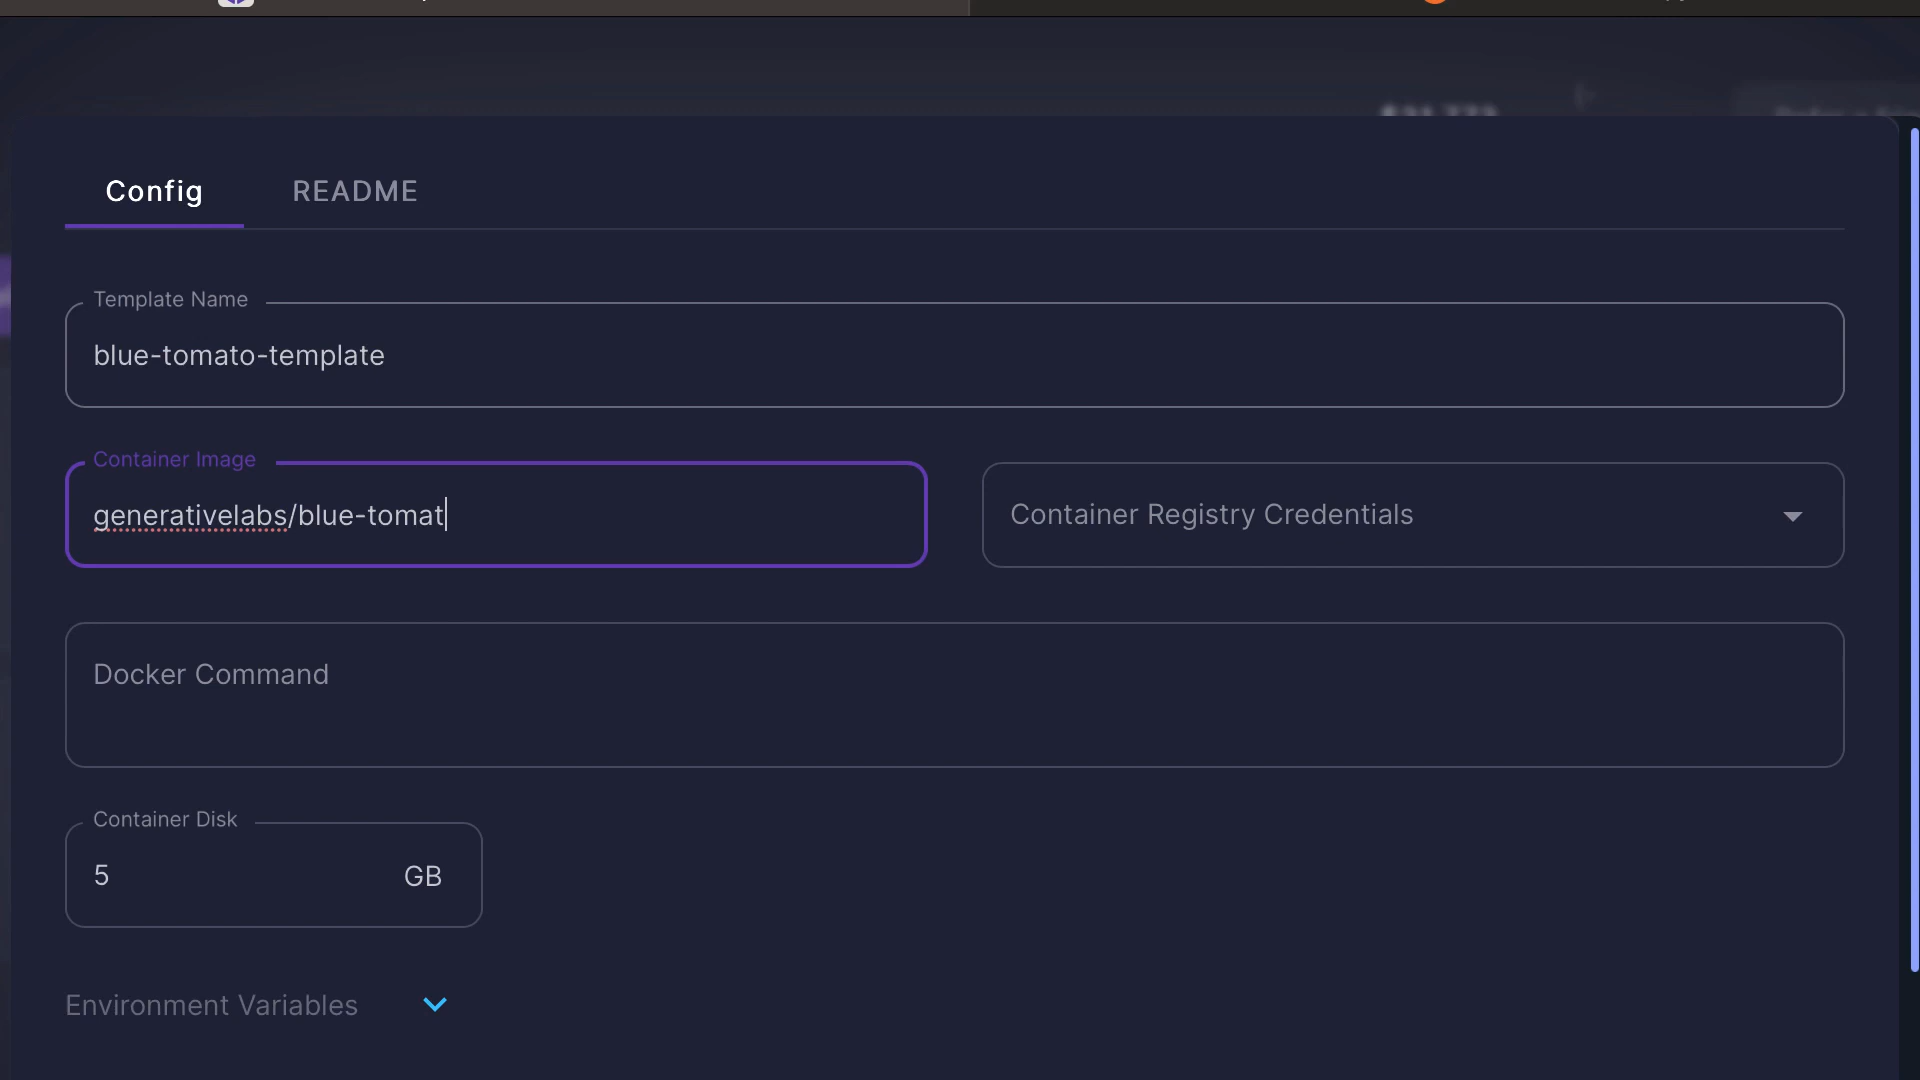 Config README
Template Name
blue-tomato-template
Container Image
generativelabs/blue-tomat
Container Registry Credentials
Docker Command
Container Disk
5 GB
Environment Variables